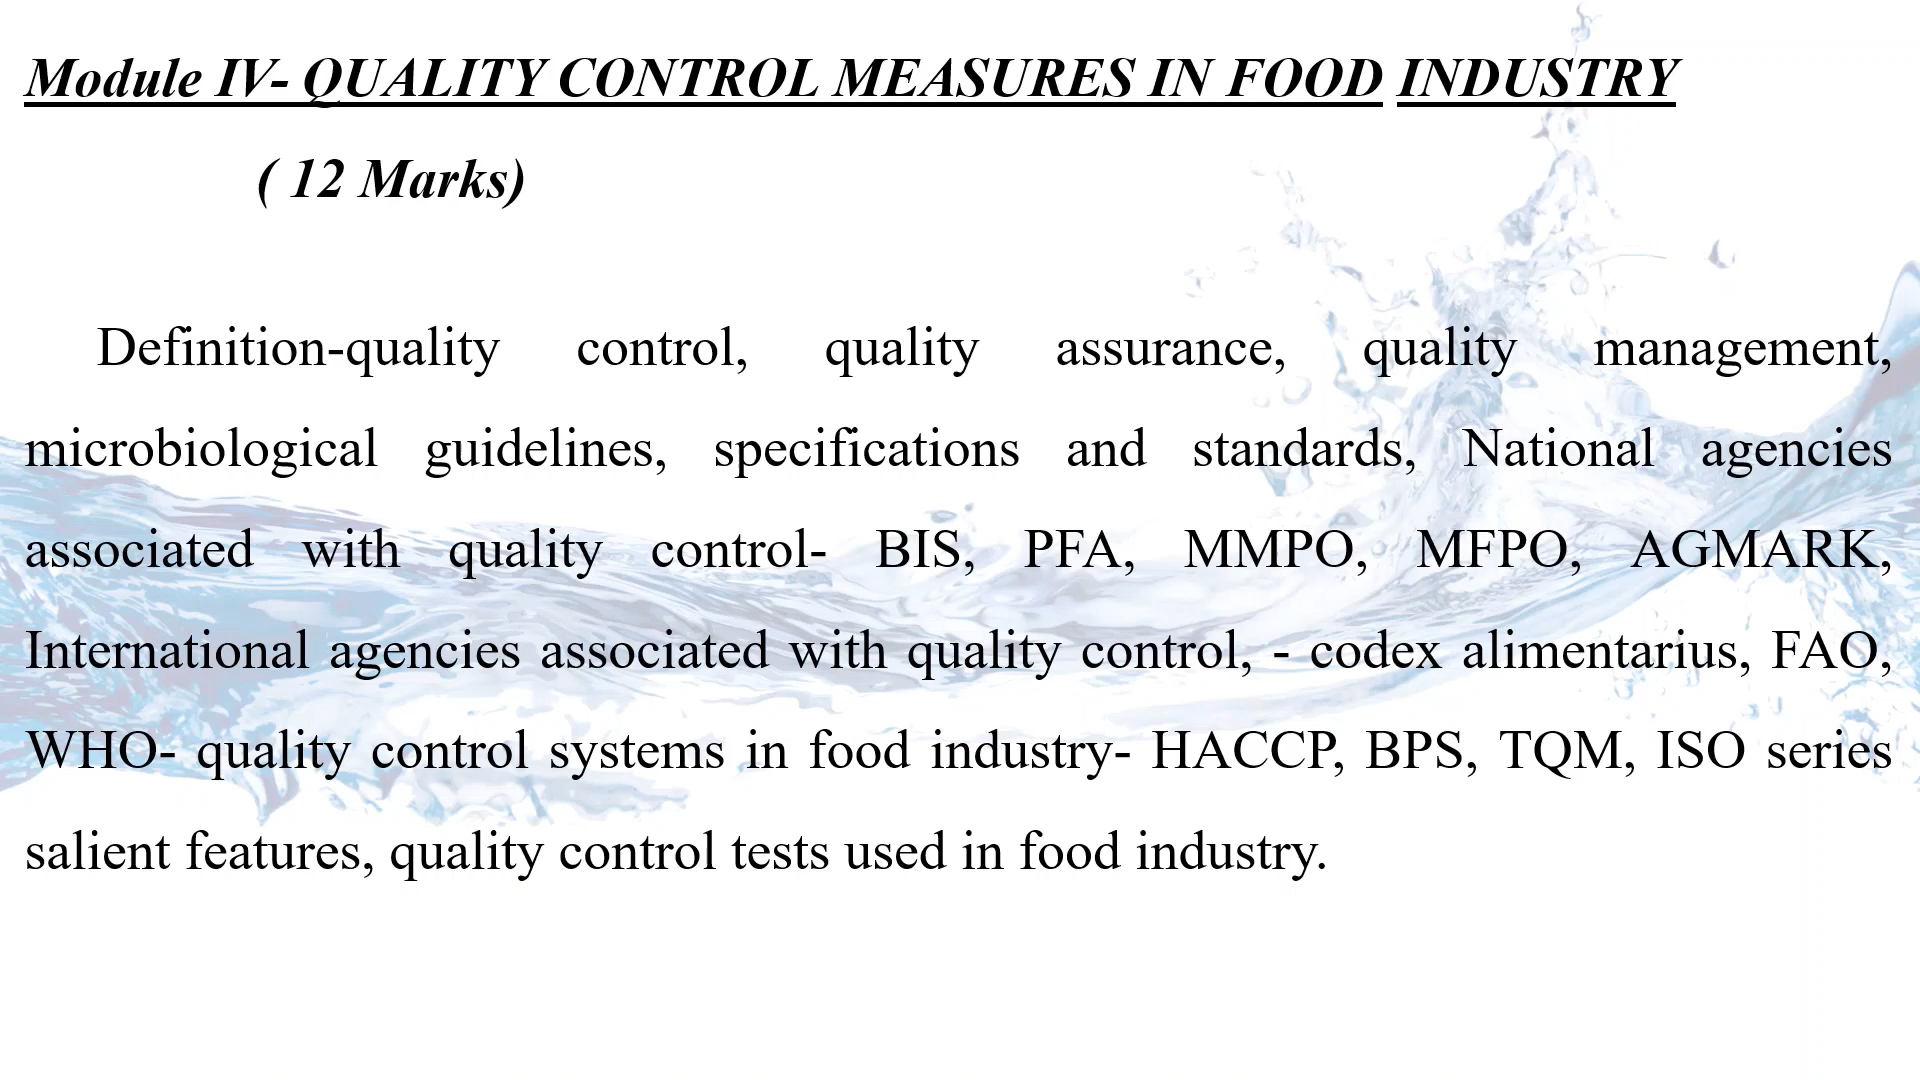 Module IV- QUALITY CONTROL MEASURES IN FOOD INDUSTRY
( 12 Marks)
Definition-quality control, quality assurance, quality management,
microbiological guidelines, specifications and standards, National agencies
associated with quality control- BIS, PFA, MMPO, MFPO, AGMARK,
International agencies associated with quality control, - codex alimentarius, FAO,
WHO- quality control systems in food industry- HACCP, BPS, TQM, ISO series
salient features, quality control tests used in food industry.